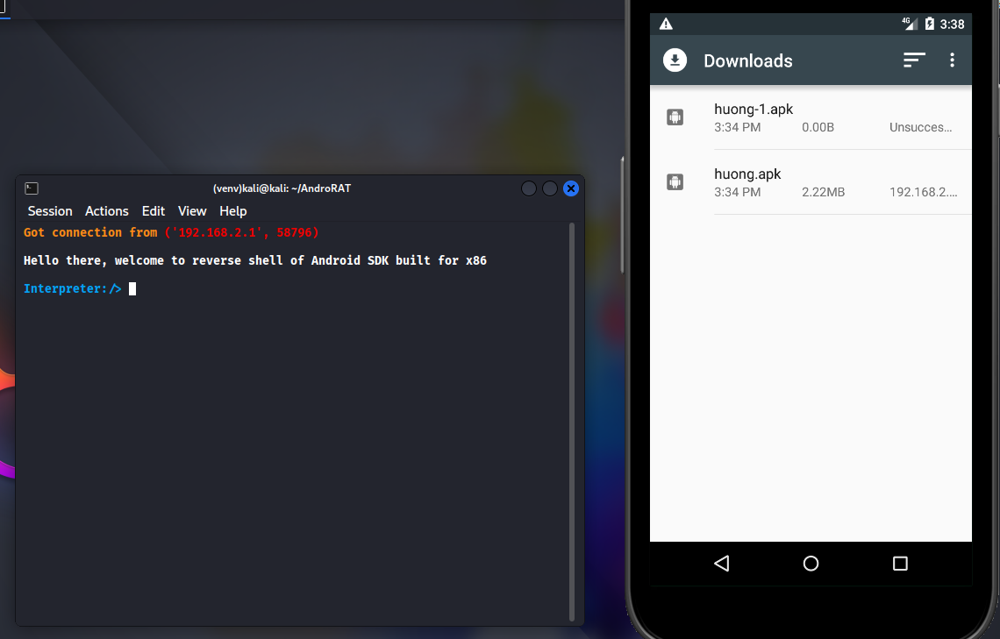 (venv)kali@kali: ~/AndroRAT
Session Actions Edit View Help
Got connection from ('192.168.2.1', 58796)
Hello there, welcome to reverse shell of Android SDK built for x86
Interpreter:/>
4G 3:38
Downloads
huong-1.apk
3:34 PM 0.00B Unsucces...
huong.apk
3:34 PM 2.22MB 192.168.2....